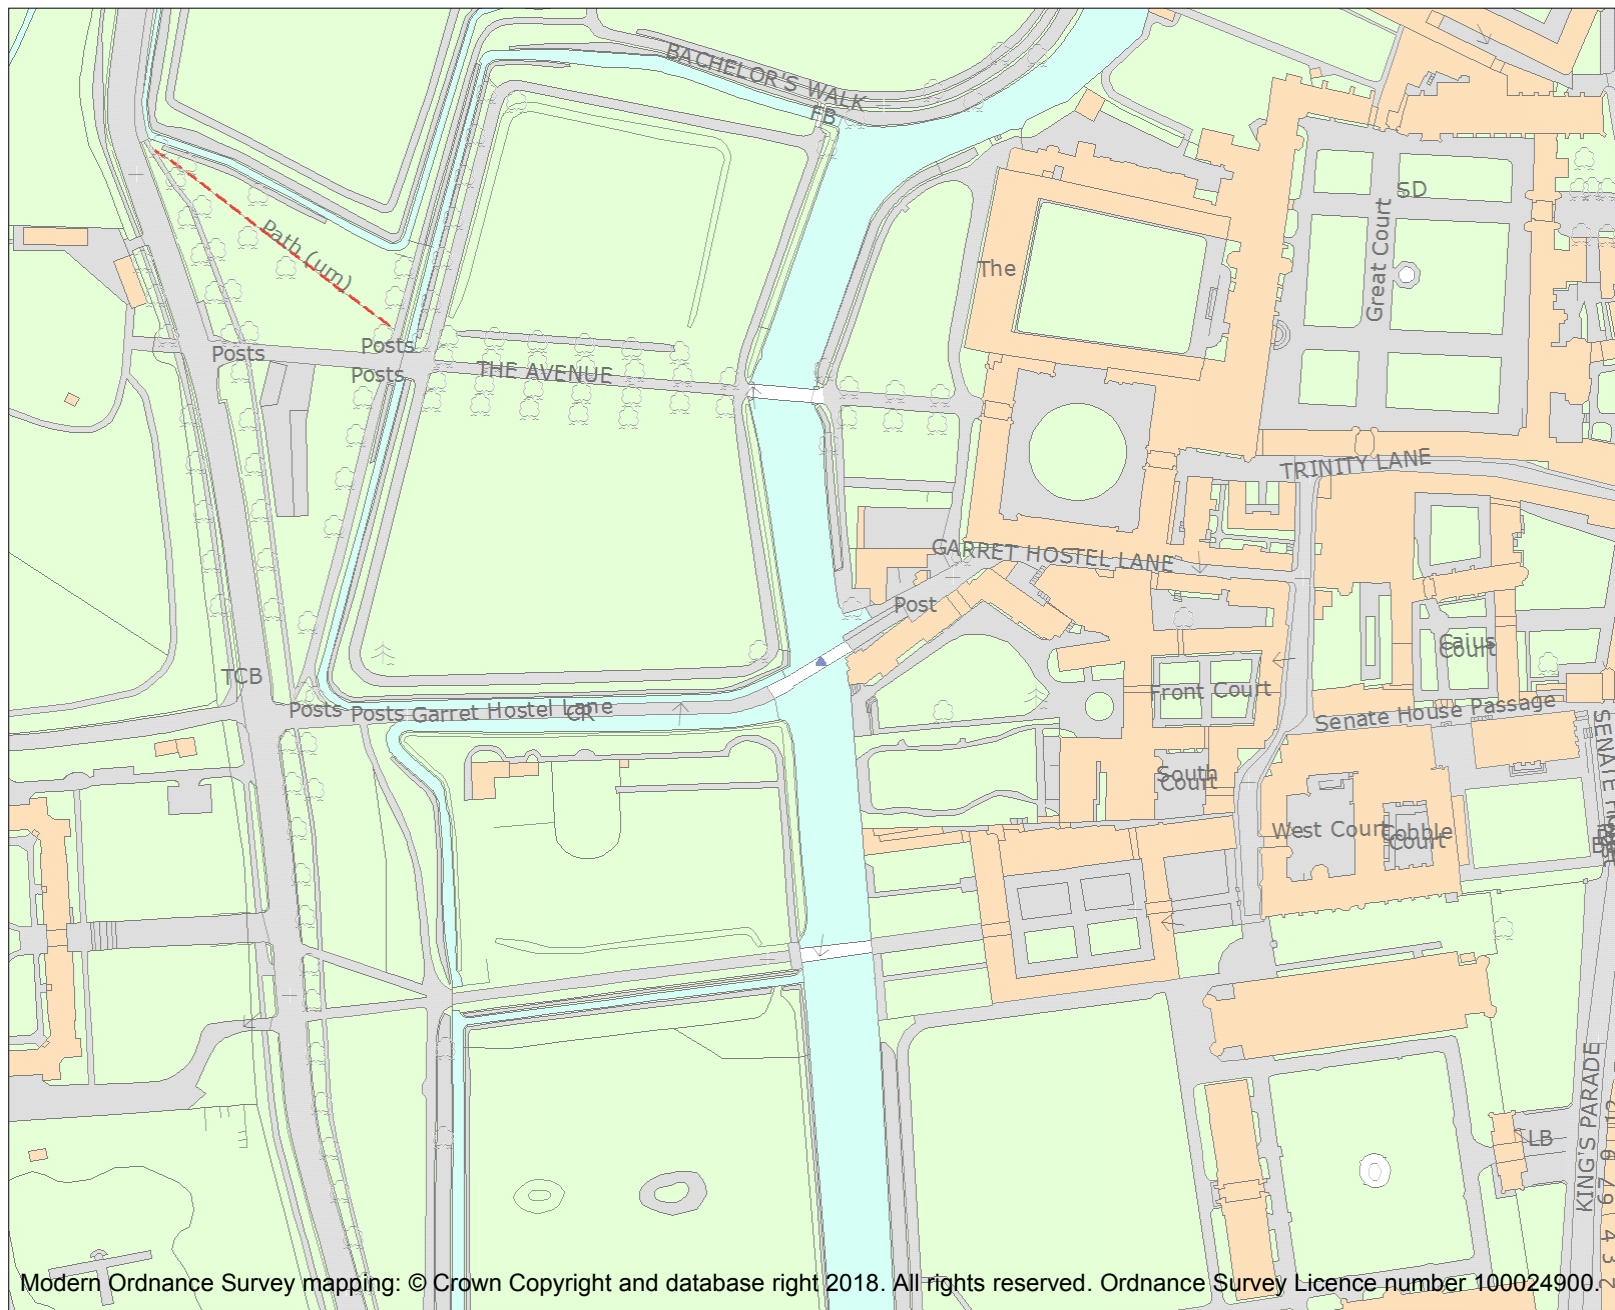 BACHELOR'S WALK
FB
SD
Great Court
The
Path (um)
Posts
Posts
Posts
THE AVENUE
TRINITY LANE
GARRET HOSTEL LANE
Post
Caius
Court
TCB
Front Court
Posts
Posts
Garret Hostel Lane
CR
Senate House Passage
South
Court
West Court
Cobble
Court
KING'S PARADE
LB
Modern Ordnance Survey mapping: © Crown Copyright and database right 2018. All rights reserved. Ordnance Survey Licence number 100024900.